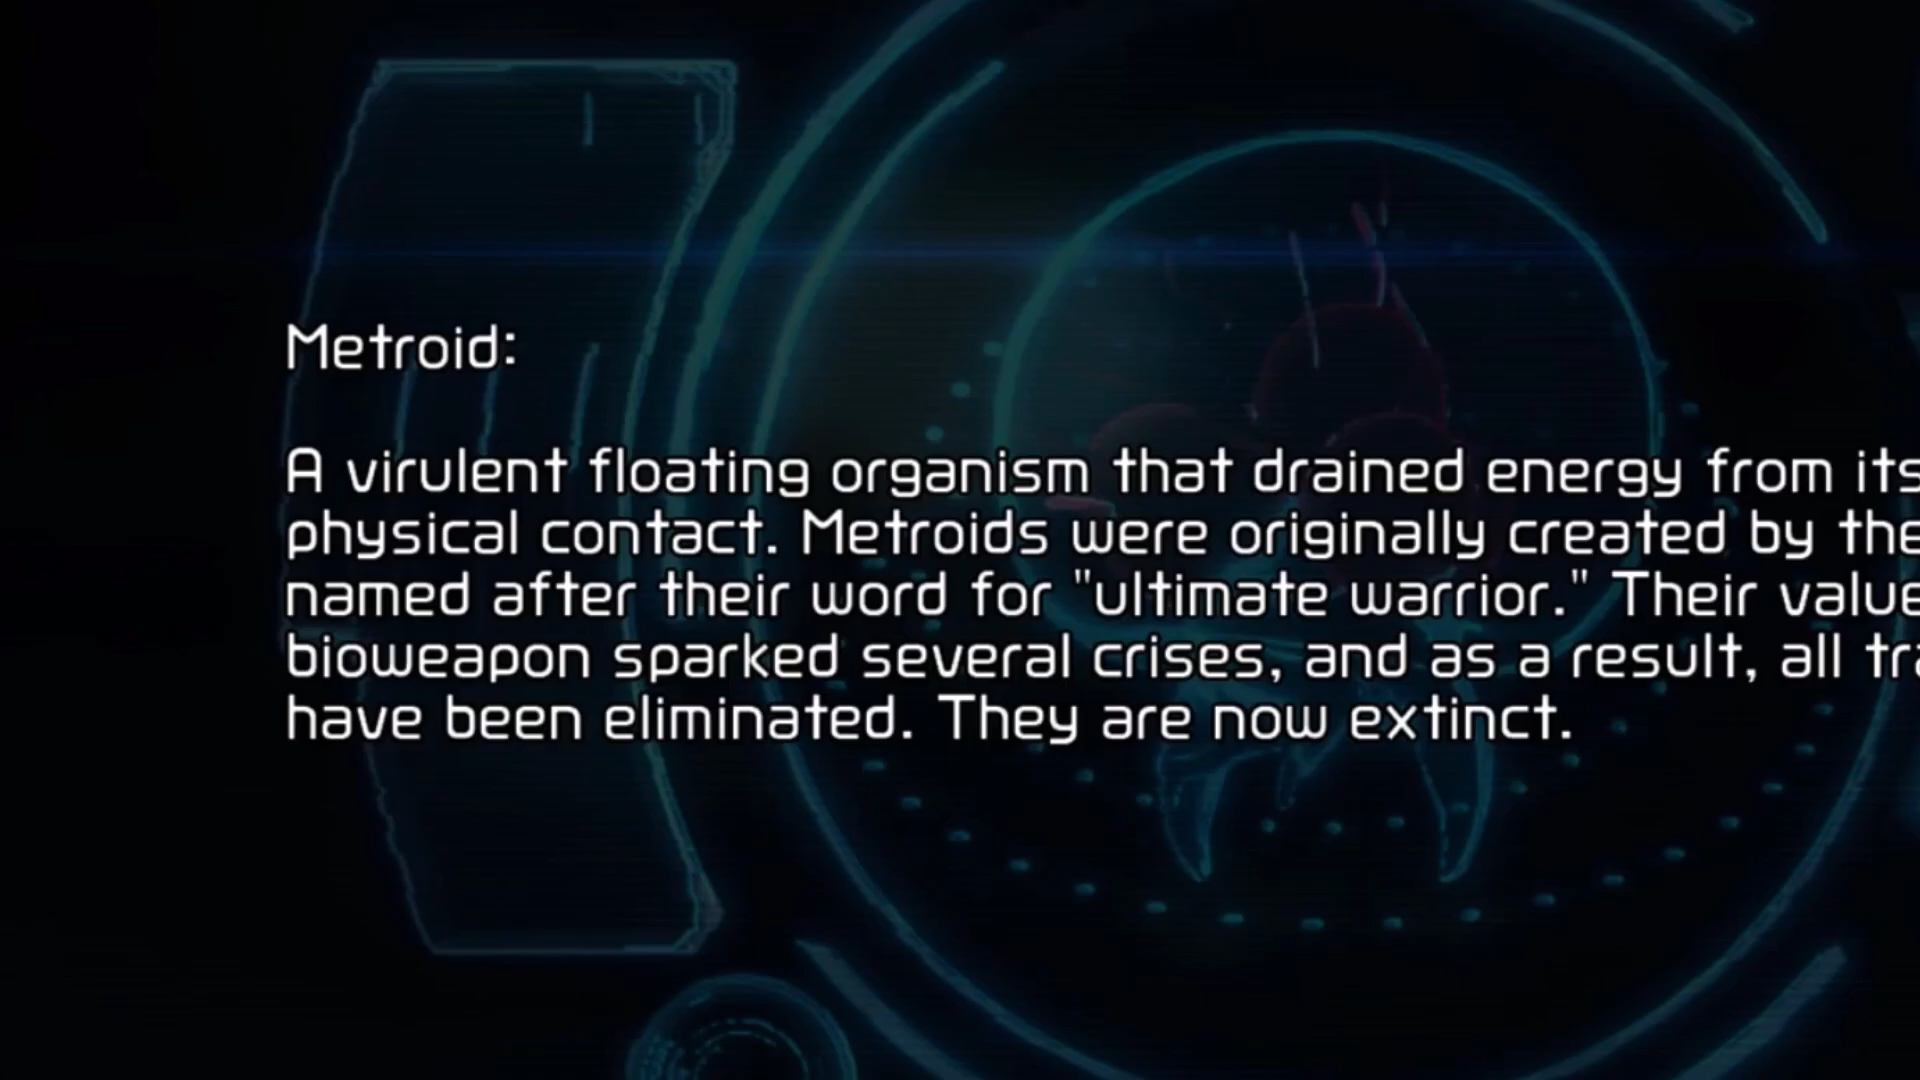 Metroid:
A virulent floating organism that drained energy from its
physical contact. Metroids were originally created by the
named after their word for "ultimate warrior." Their value
bioweapon sparked several crises, and as a result, all
have been eliminated. They are now extinct.